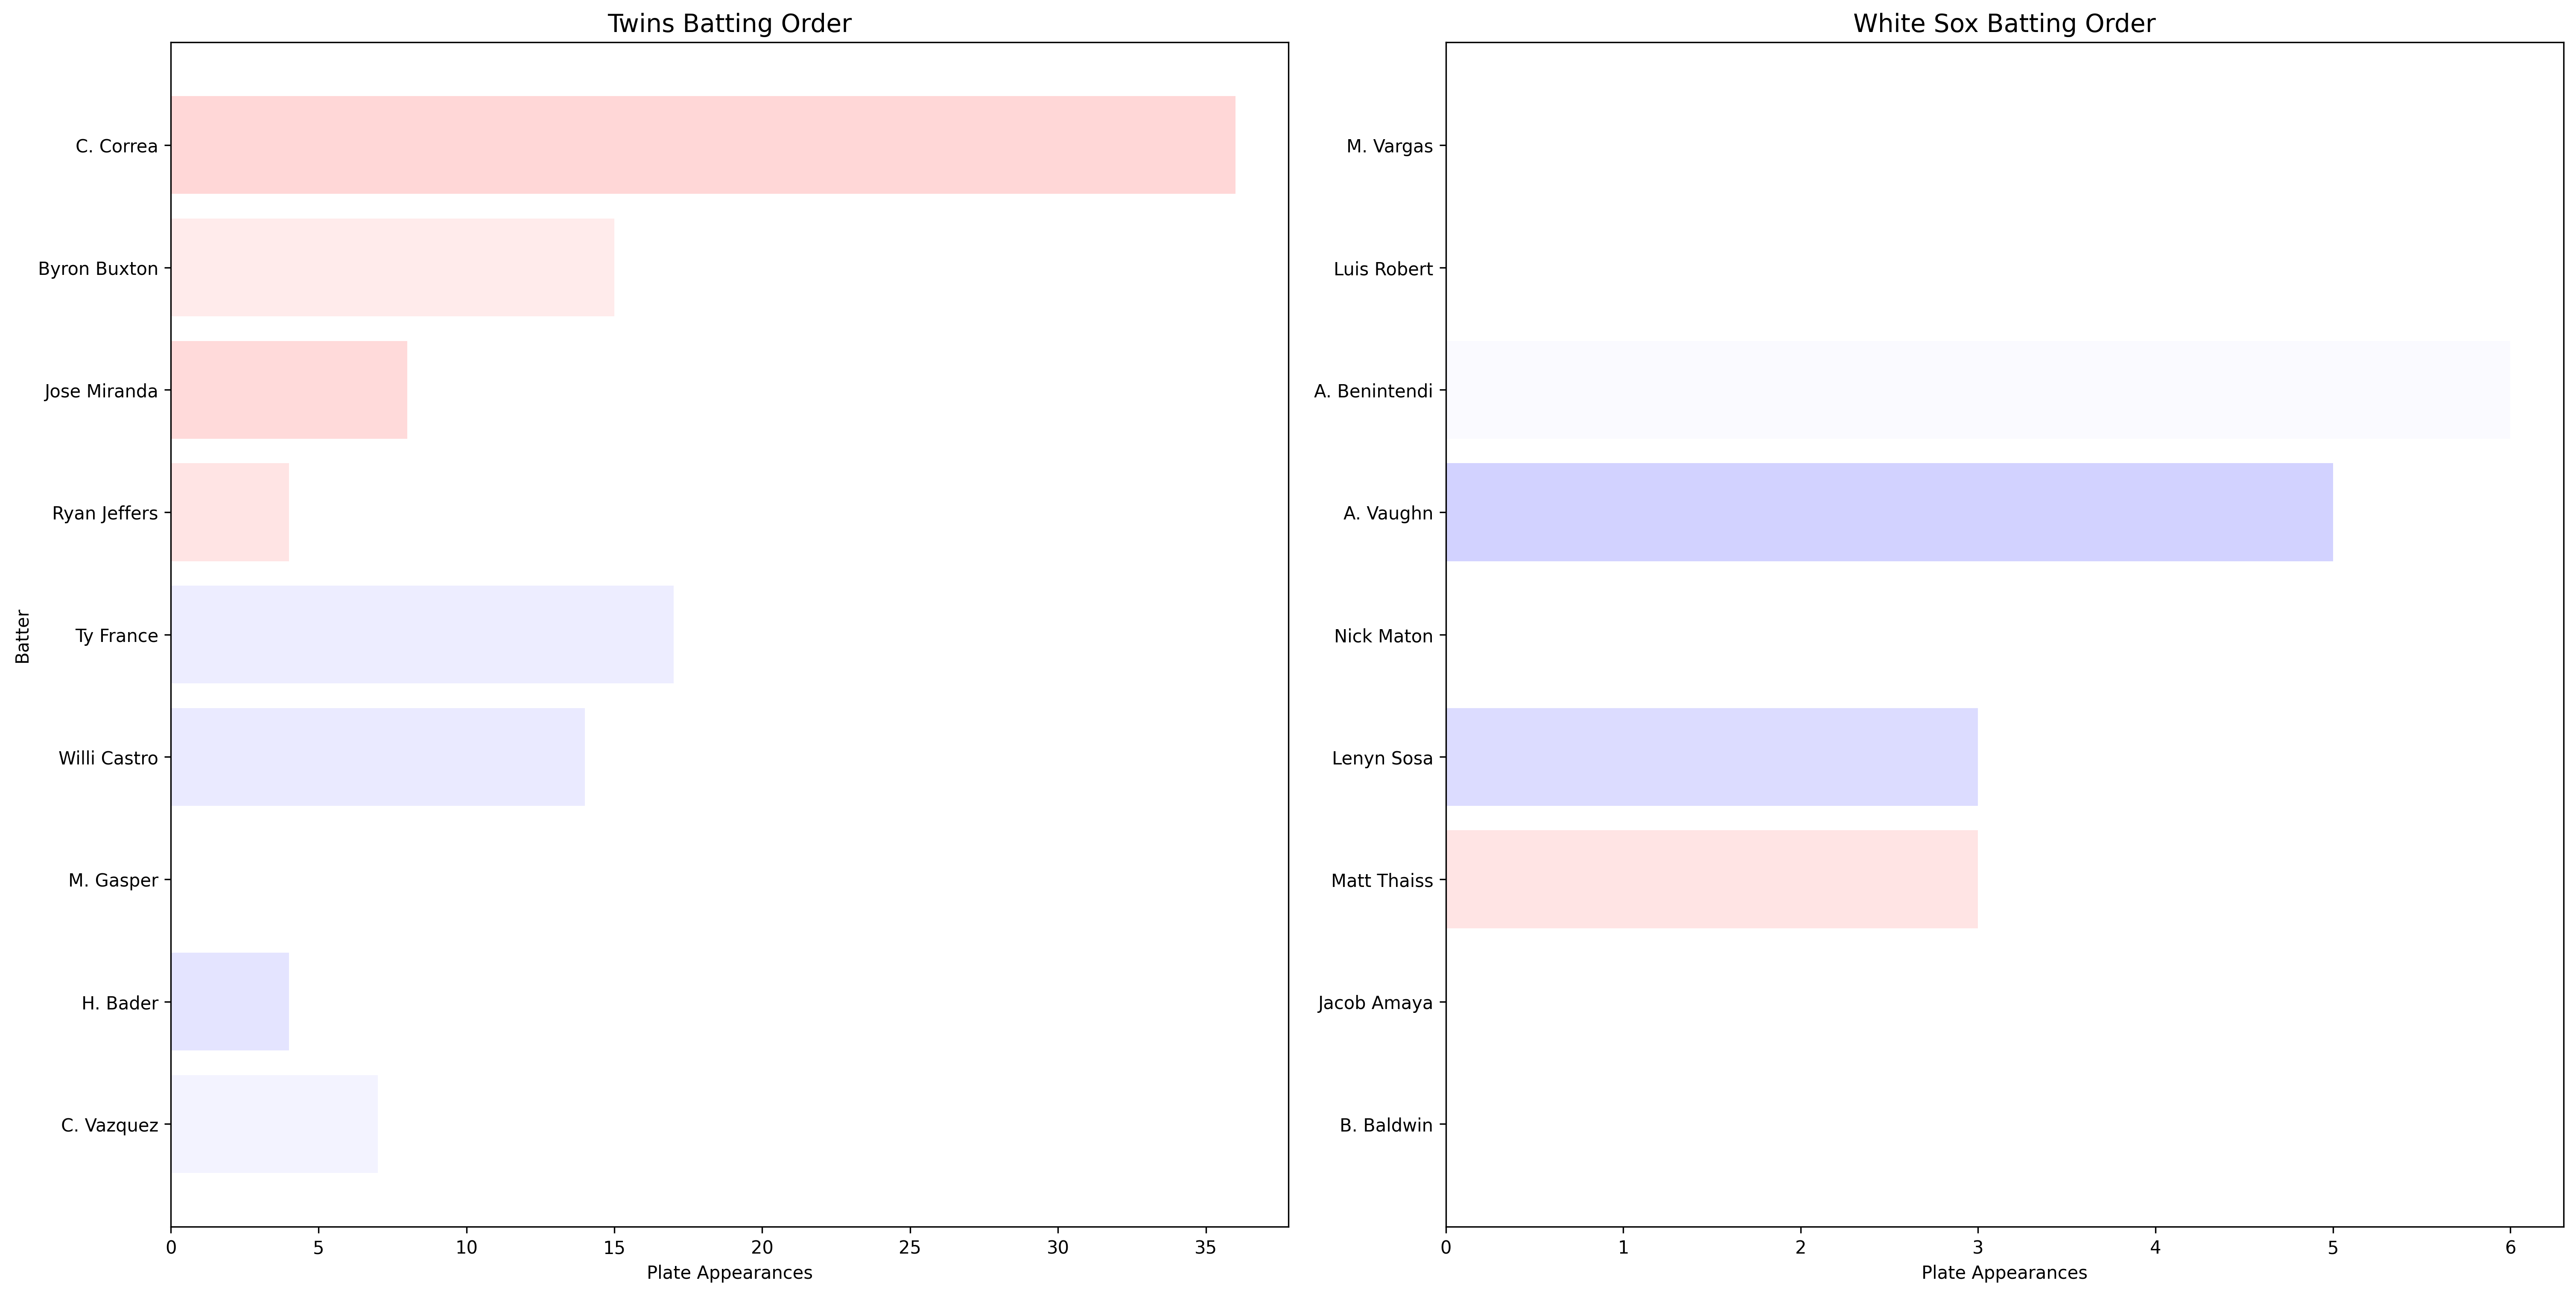 Twins Batting Order
Batter
C. Correa
Byron Buxton
Jose Miranda
Ryan Jeffers
Ty France
Willi Castro
M. Gasper
H. Bader
C. Vazquez
0 5 10 15 20 25 30 35
Plate Appearances
White Sox Batting Order
M. Vargas
Luis Robert
A. Benintendi
A. Vaughn
Nick Maton
Lenyn Sosa
Matt Thaiss
Jacob Amaya
B. Baldwin
0 1 2 3 4 5 6
Plate Appearances